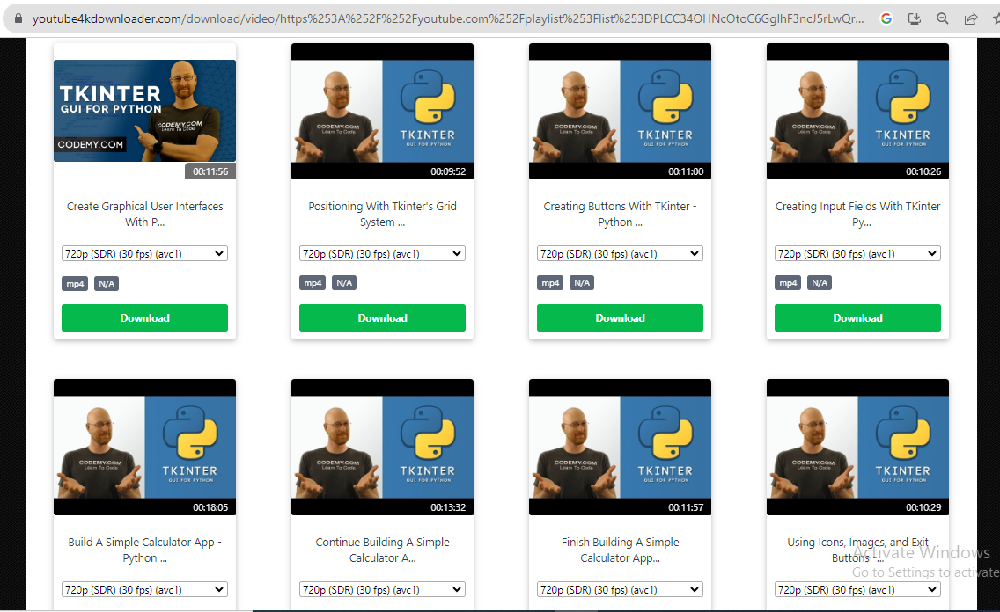 youtube4kdownloader.com/download/video/https%253A%252F%252Fyoutube.com%252Fplaylist%253Flist%253DPLCC34OHNcOtoC6GglhF3ncJ5rLwQr...
TKINTER
GUI FOR PYTHON
CODEMY.COM
Learn To Code
CODEMY.COM
00:11:56
CODEMY.COM
Learn To Code
TKINTER
GUI FOR PYTHON
00:09:52
CODEMY.COM
Learn To Code
TKINTER
GUI FOR PYTHON
00:11:00
CODEMY.COM
Learn To Code
TKINTER
GUI FOR PYTHON
00:10:26
Create Graphical User Interfaces
With P...
Positioning With Tkinter's Grid
System ...
Creating Buttons With TKinter -
Python ...
Creating Input Fields With TKinter
- Py...
720p (SDR) (30 fps) (avc1)
720p (SDR) (30 fps) (avc1)
720p (SDR) (30 fps) (avc1)
720p (SDR) (30 fps) (avc1)
mp4 N/A
mp4 N/A
mp4 N/A
mp4 N/A
Download
Download
Download
Download
CODEMY.COM
Learn To Code
TKINTER
GUI FOR PYTHON
00:18:05
CODEMY.COM
Learn To Code
TKINTER
GUI FOR PYTHON
00:13:32
CODEMY.COM
Learn To Code
TKINTER
GUI FOR PYTHON
00:11:57
CODEMY.COM
Learn To Code
TKINTER
GUI FOR PYTHON
00:10:29
Build A Simple Calculator App -
Python ...
Continue Building A Simple
Calculator A...
Finish Building A Simple
Calculator App...
Using Icons, Images, and Exit
Buttons - ...
720p (SDR) (30 fps) (avc1)
720p (SDR) (30 fps) (avc1)
720p (SDR) (30 fps) (avc1)
720p (SDR) (30 fps) (avc1)
Activate Windows
Go to Settings to activate